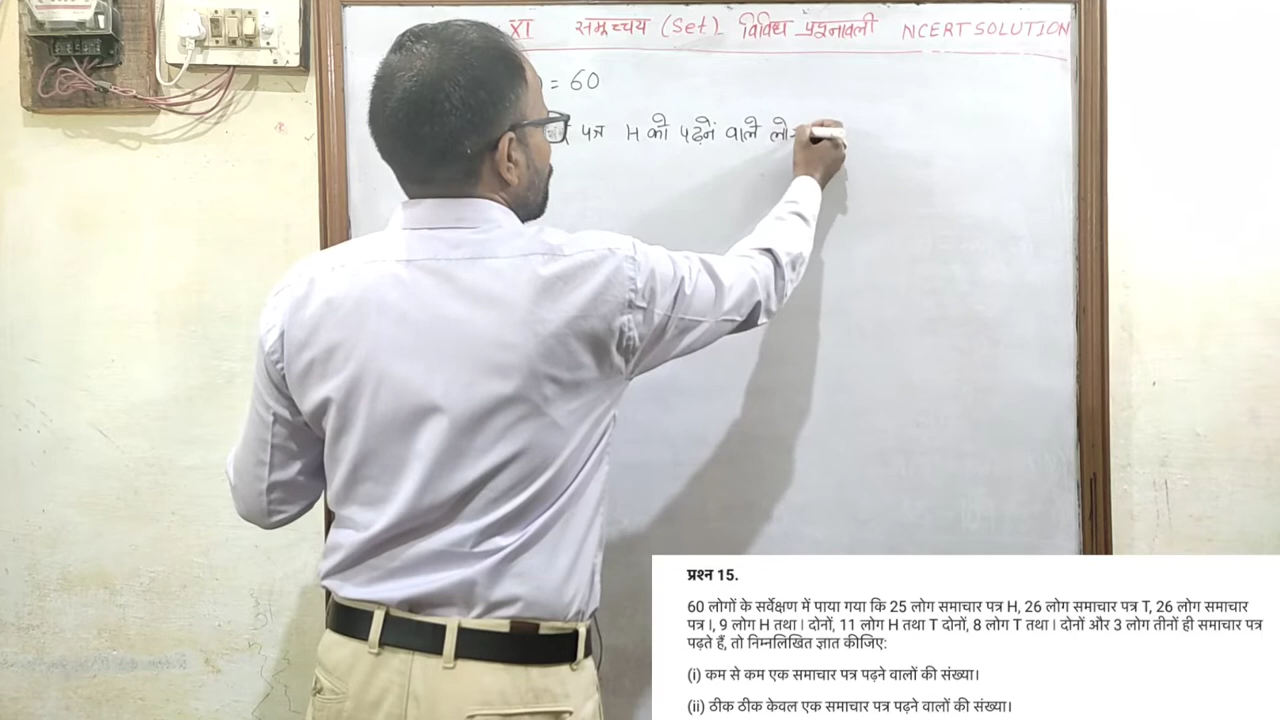 XI समुच्चय (Set) विविध प्रश्नावली NCERT SOLUTION
= 60
पत्र H को पढ़नें वाले
प्रश्न 15.
60 लोगों के सर्वेक्षण में पाया गया कि 25 लोग समाचार पत्र H, 26 लोग समाचार पत्र T, 26 लोग समाचार
पत्र I, 9 लोग H तथा I दोनों, 11 लोग H तथा T दोनों, 8 लोग T तथा I दोनों और 3 लोग तीनों ही समाचार पत्र
पढ़ते हैं, तो निम्नलिखित ज्ञात कीजिए:
(i) कम से कम एक समाचार पत्र पढ़ने वालों की संख्या।
(ii) ठीक ठीक केवल एक समाचार पत्र पढ़ने वालों की संख्या।